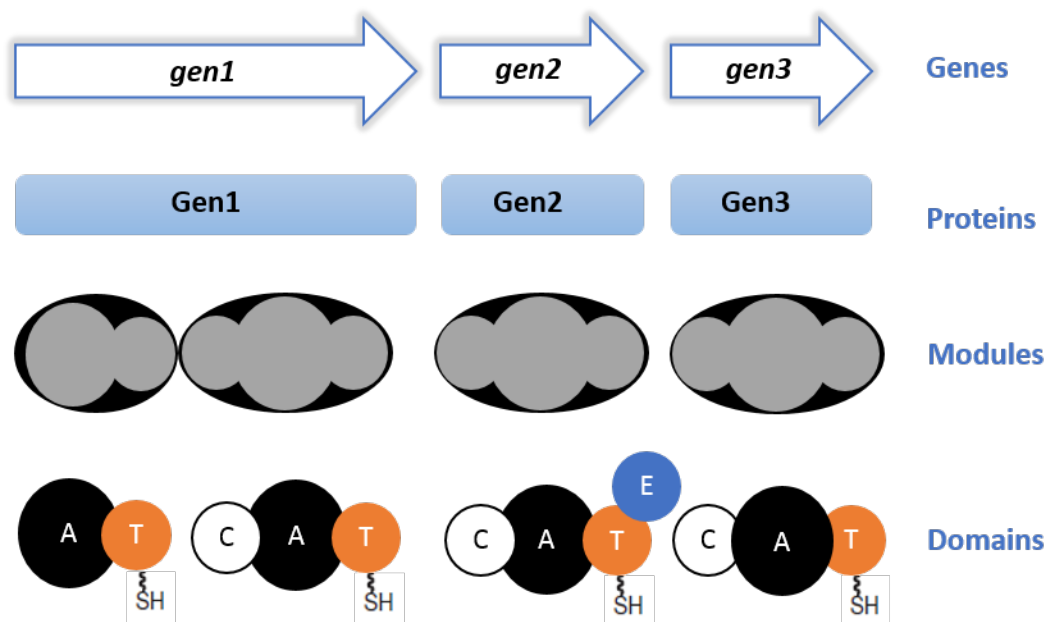 gen1 gen2 gen3 Genes
Gen1 Gen2 Gen3
Proteins
Modules
E
A T C A T C A T C A T Domains
SH SH SH SH